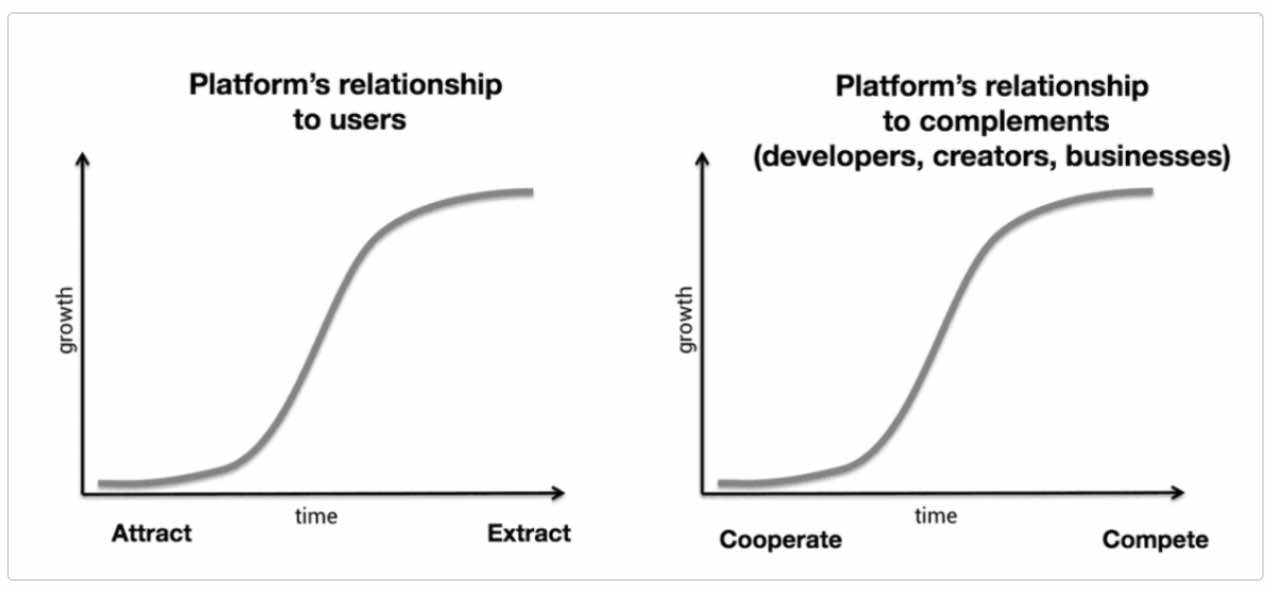 Platform’s relationship
to users
growth
time
Attract
Extract
Platform’s relationship
to complements
(developers, creators, businesses)
growth
time
Cooperate
Compete